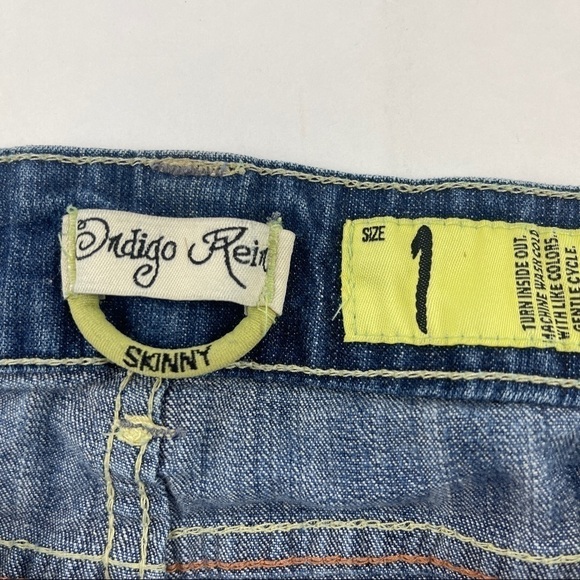 Indigo Rein
SKINNY
SIZE
1
TURN INSIDE OUT.
MACHINE WASH COLD
WITH LIKE COLORS.
GENTLE CYCLE.